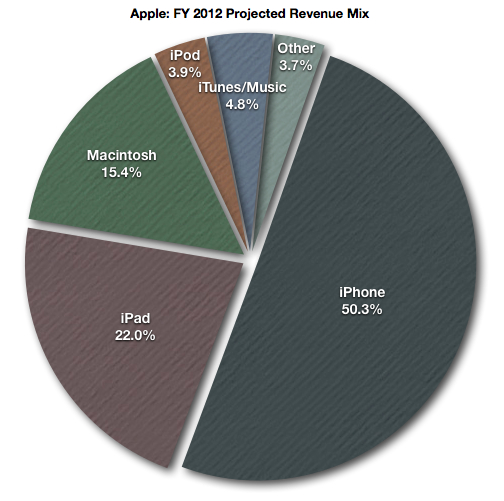 Apple: FY 2012 Projected Revenue Mix
Other
3.7%
iPod
3.9%
iTunes/Music
4.8%
Macintosh
15.4%
iPhone
50.3%
iPad
22.0%